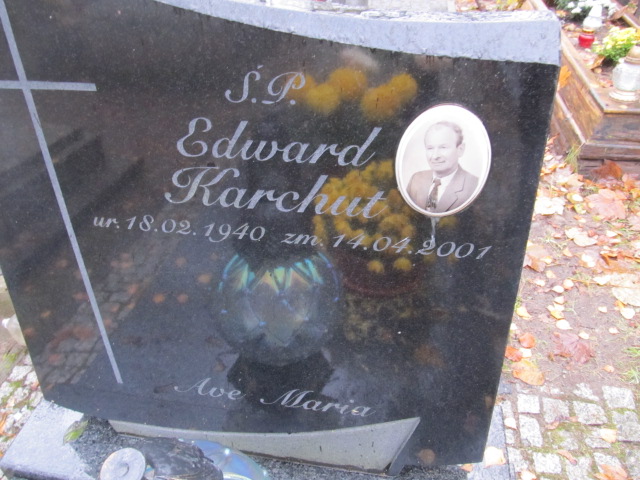 Ś.P.
Edward
Karchut
ur. 18.02.1940 zm. 14.04.2001
Ave Maria